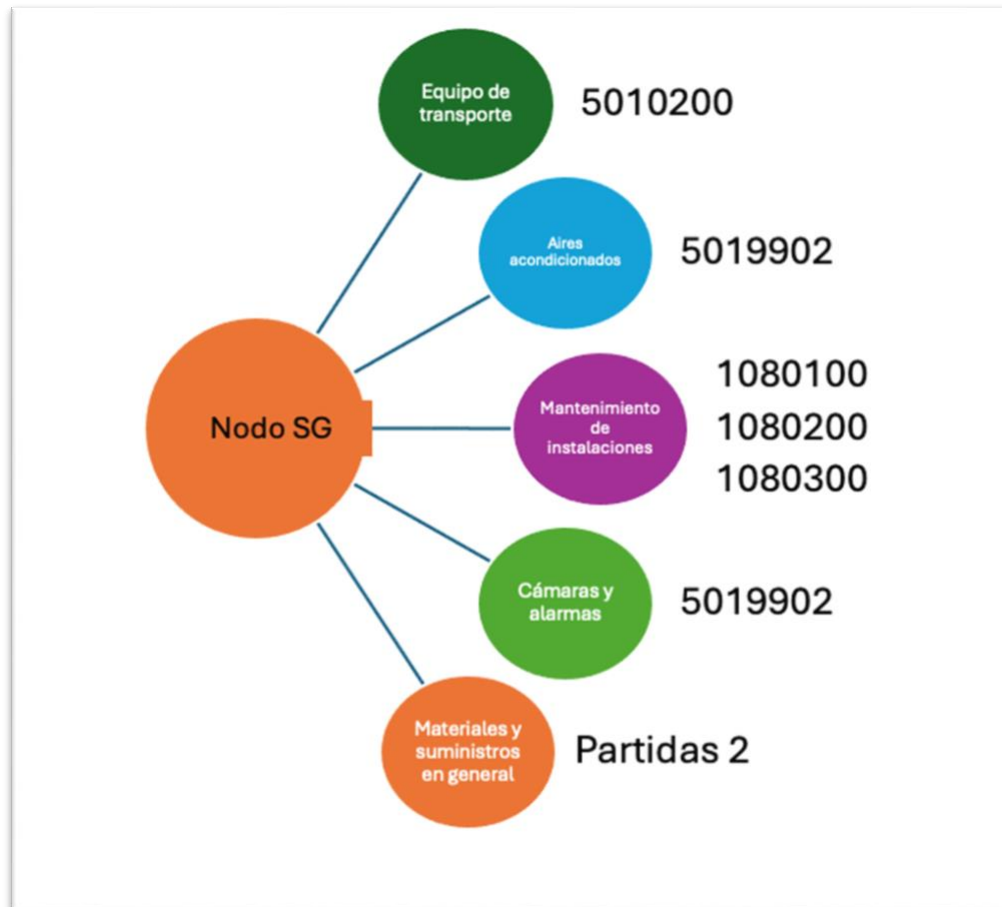 Equipo de
transporte
5010200
Aires
acondicionados
5019902
Nodo SG
Mantenimiento
de
instalaciones
1080100
1080200
1080300
Cámaras y
alarmas
5019902
Materiales y
suministros
en general
Partidas 2